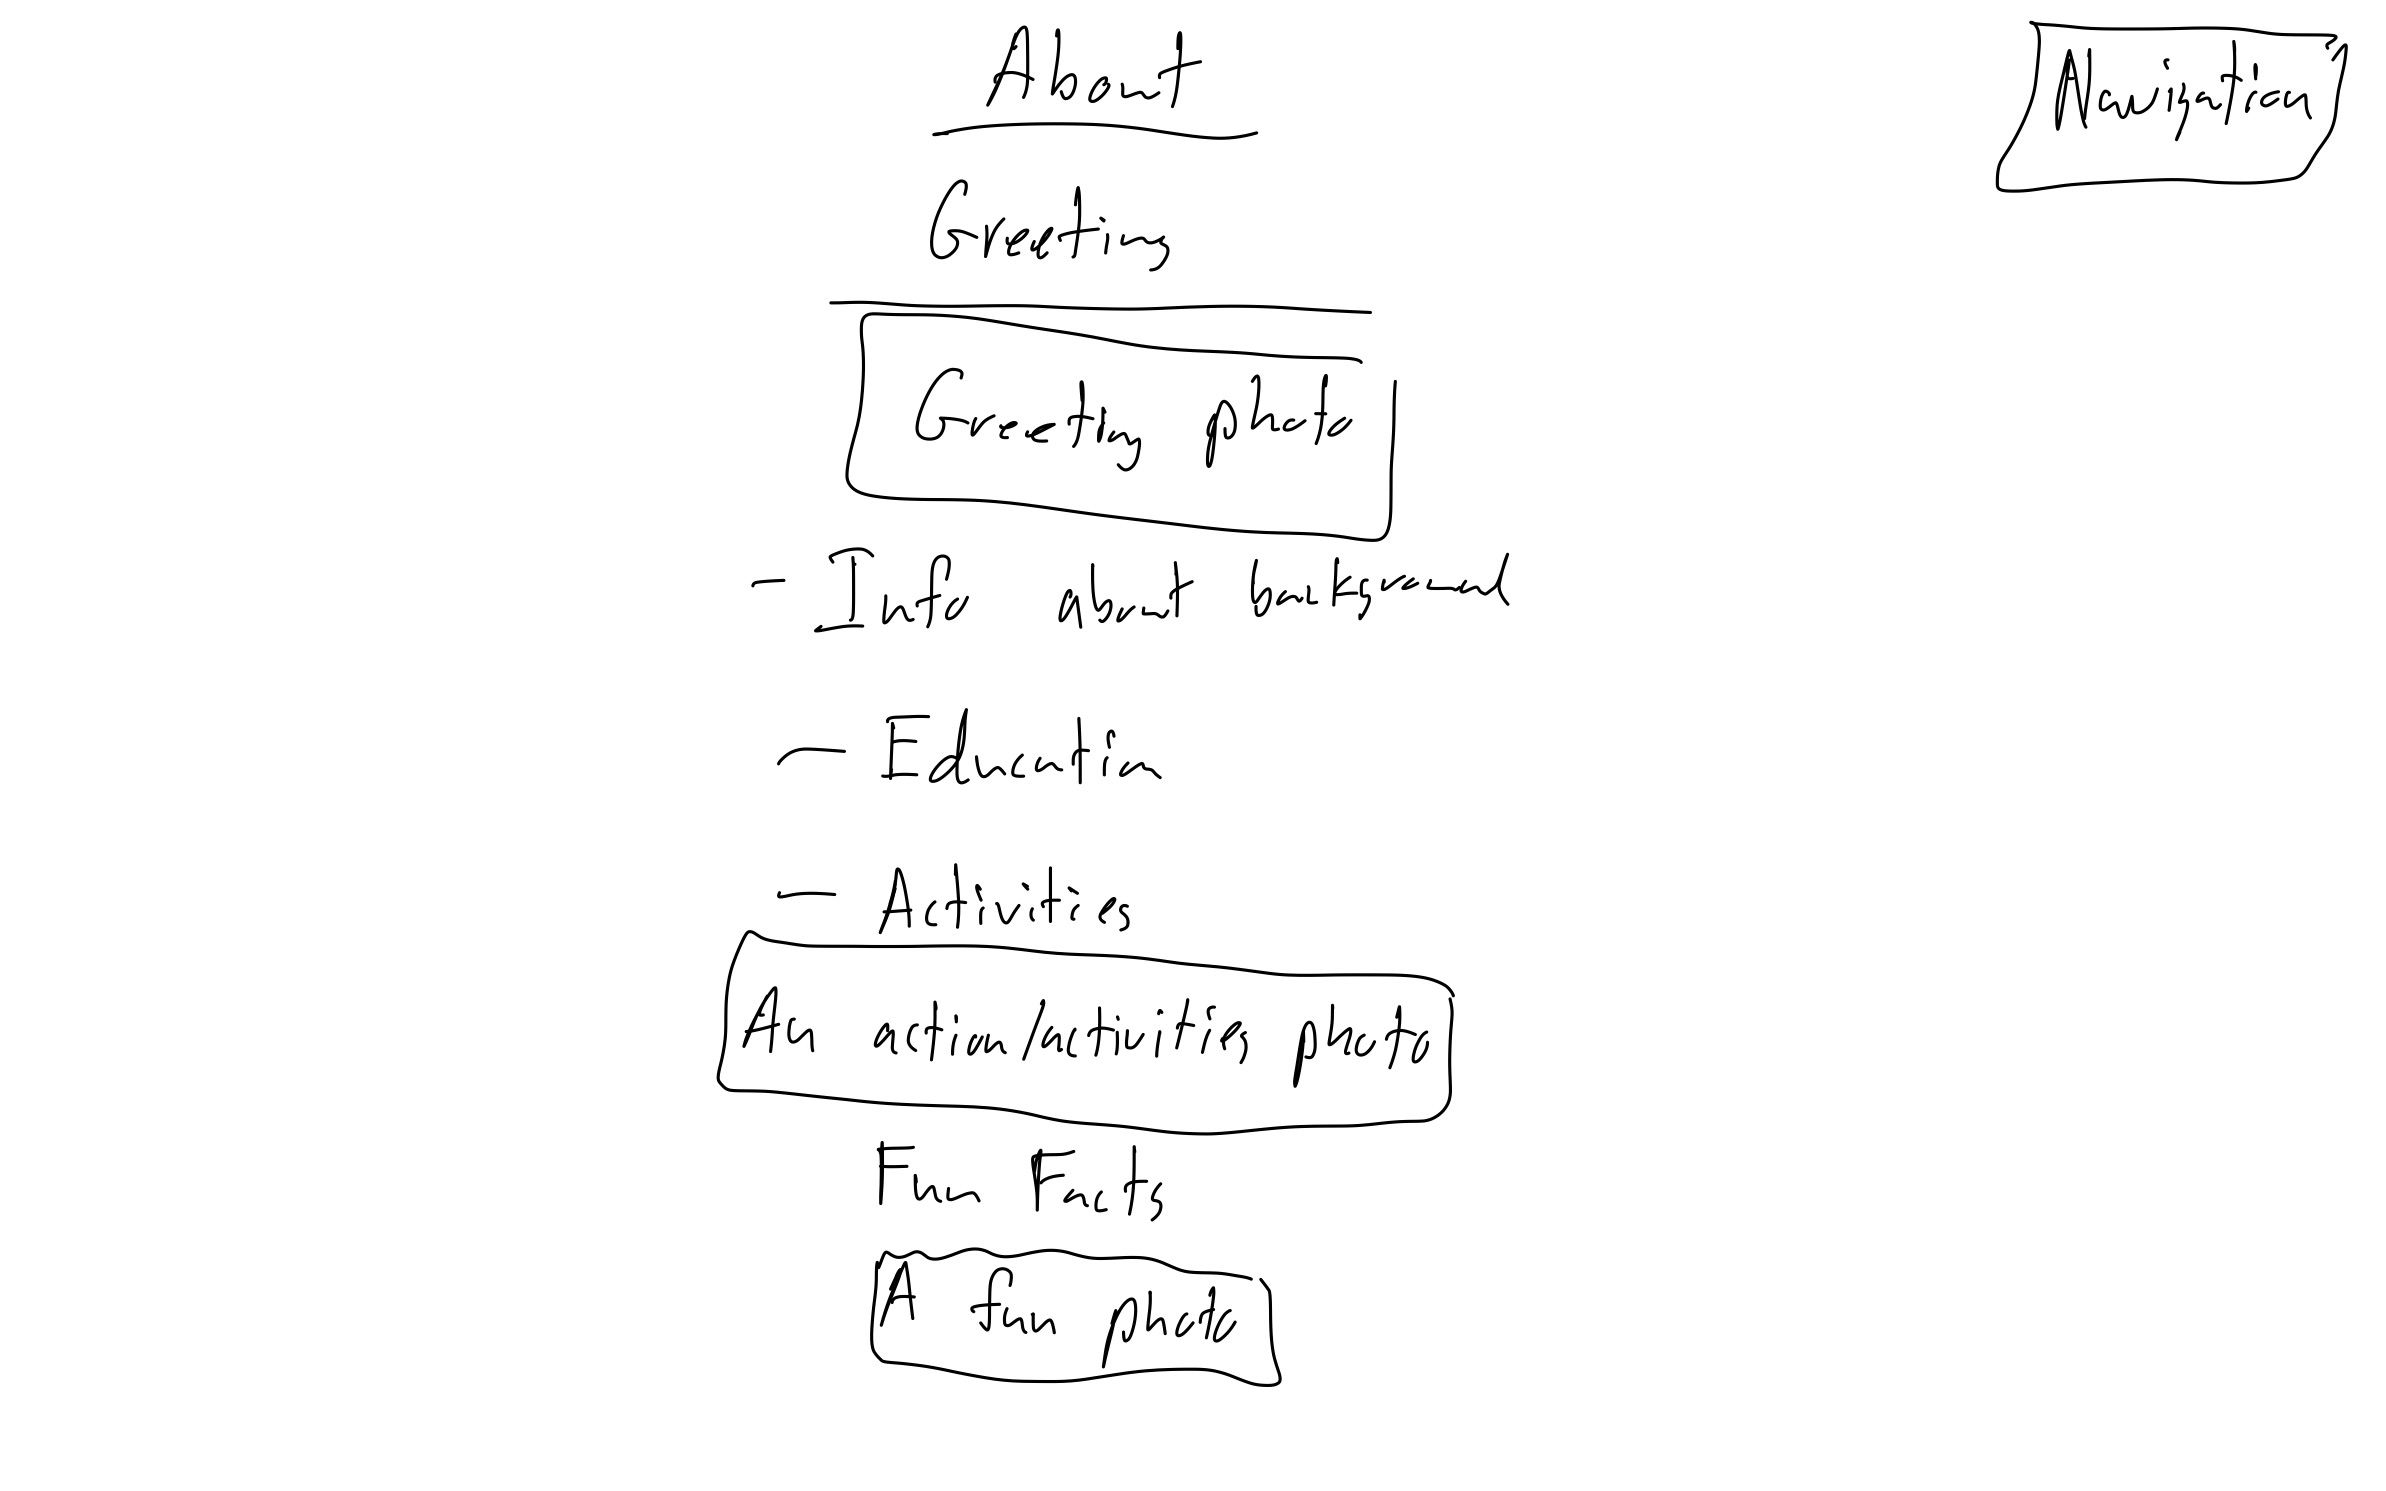 About
Navigation
Greeting
Greeting photo
- Info about background
- Education
- Activities
An action/activities photo
Fun Facts
A fun photo